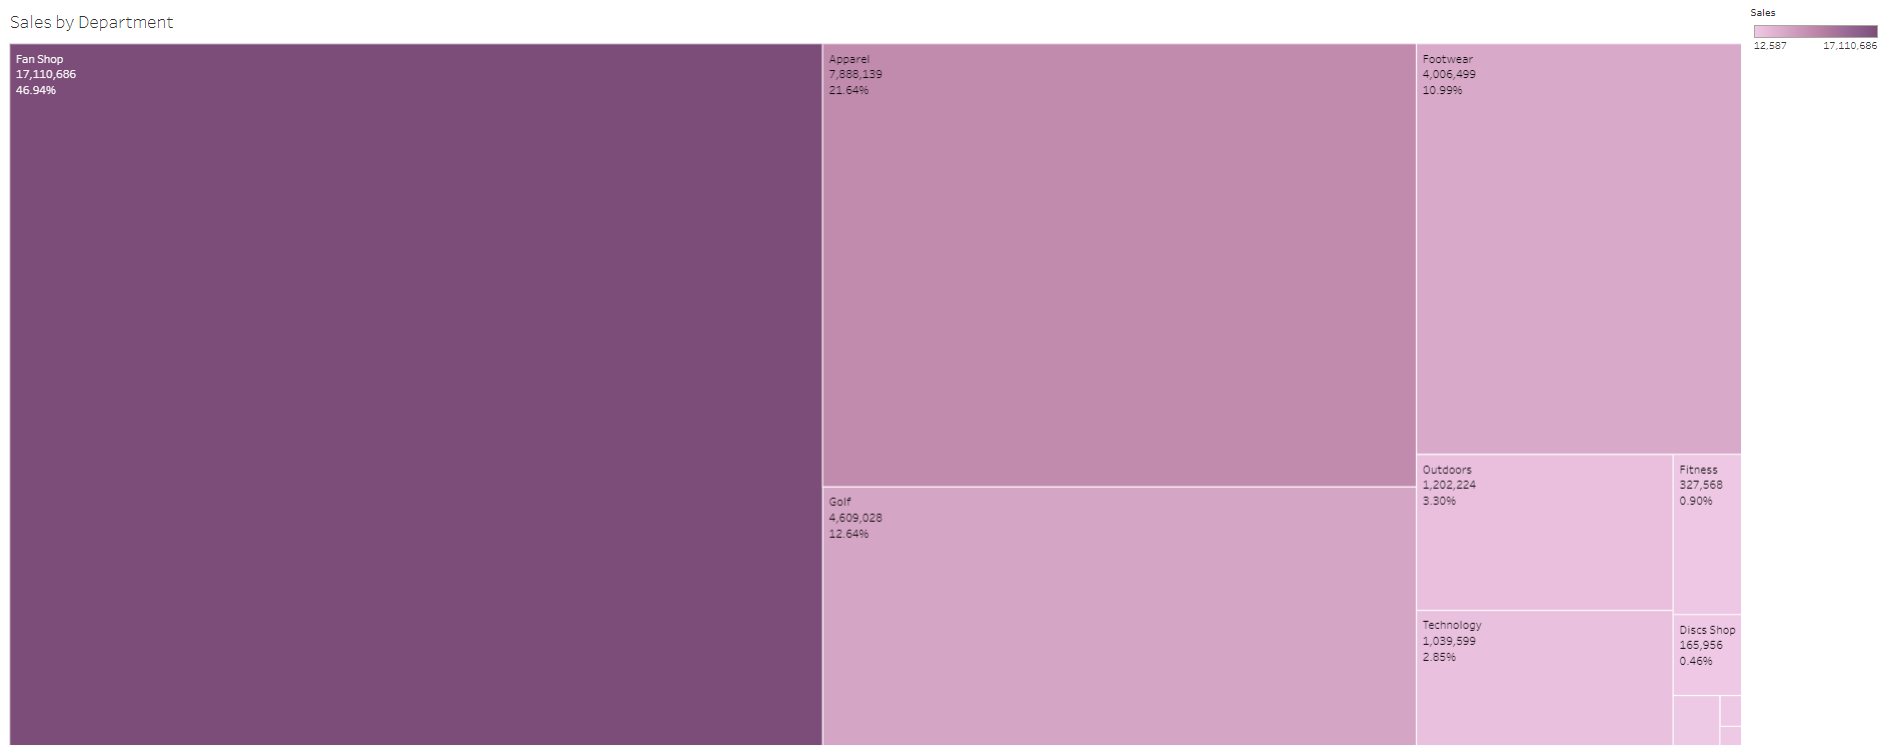 Sales by Department
Sales
12,587 17,110,686
Fan Shop
17,110,686
46.94%
Apparel
7,888,139
21.64%
Footwear
4,006,499
10.99%
Golf
4,609,028
12.64%
Outdoors
1,202,224
3.30%
Fitness
327,568
0.90%
Technology
1,039,599
2.85%
Discs Shop
165,956
0.46%